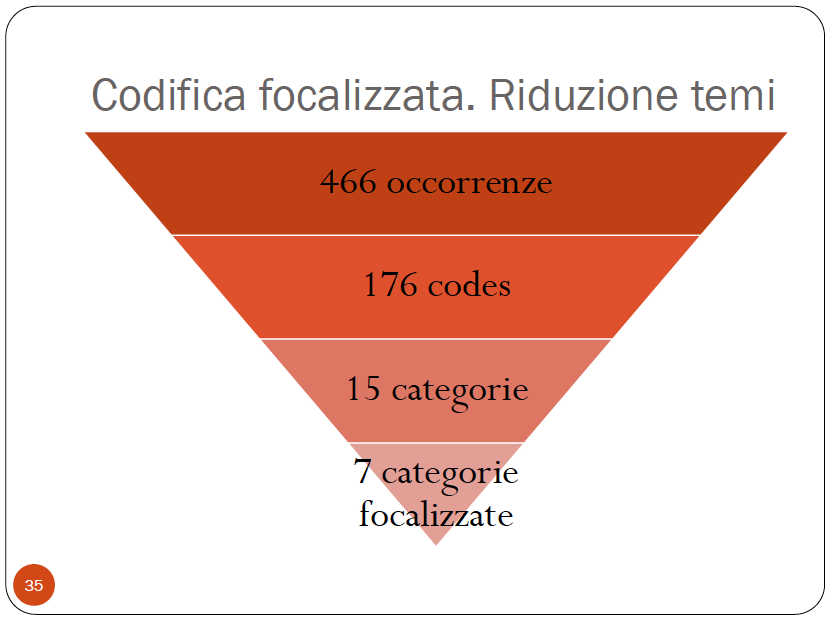 Codifica focalizzata. Riduzione temi
466 occorrenze
176 codes
15 categorie
7 categorie
focalizzate
35